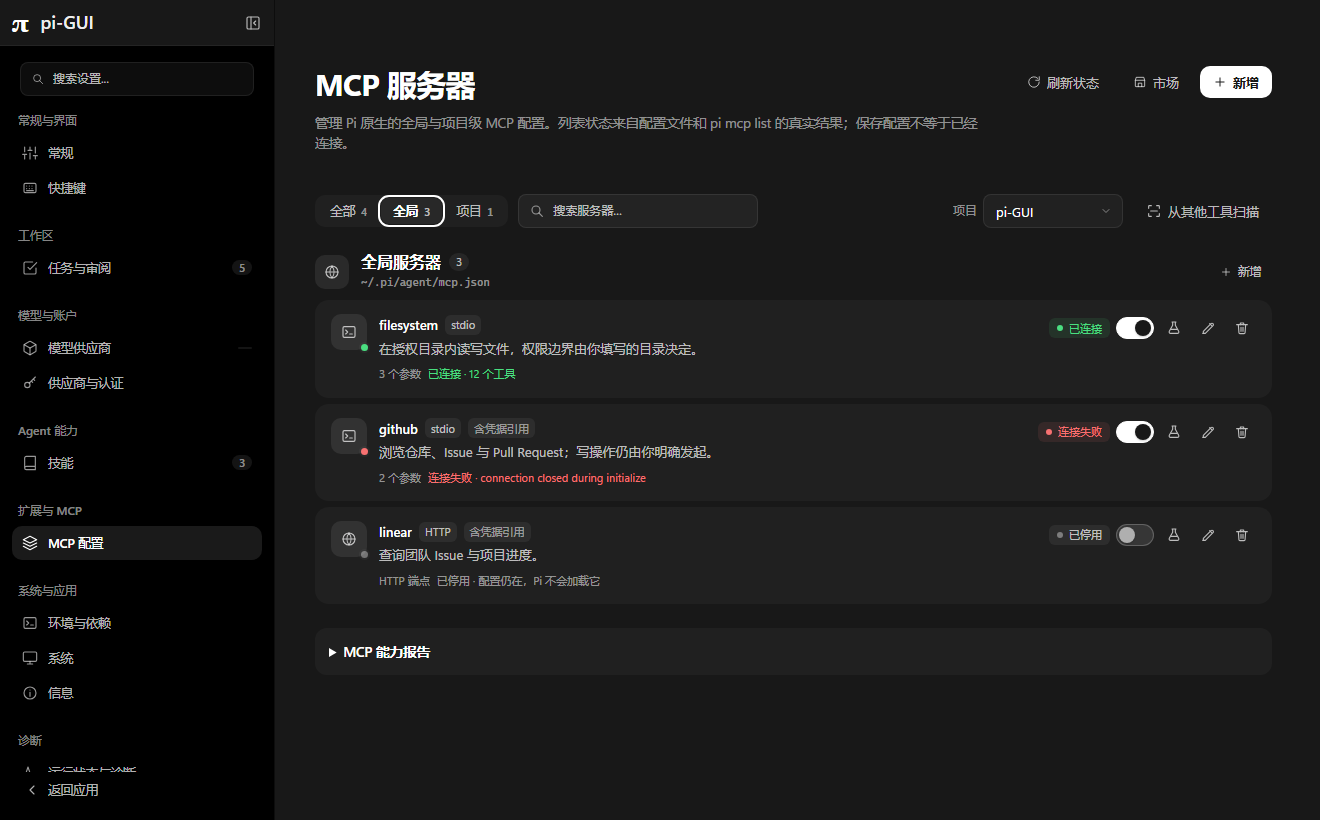 π pi-GUI
搜索设置...
常规与界面
常规
快捷键
工作区
任务与审阅 5
模型与账户
模型供应商
供应商与认证
Agent 能力
技能 3
扩展与 MCP
MCP 配置
系统与应用
环境与依赖
系统
信息
诊断
运行状态与诊断
返回应用
MCP 服务器
刷新状态 市场 + 新增
管理 Pi 原生的全局与项目级 MCP 配置。列表状态来自配置文件和 pi mcp list 的真实结果；保存配置不等于已经
连接。
全部 4 全局 3 项目 1 搜索服务器... 项目 pi-GUI 从其他工具扫描
全局服务器 3
~/.pi/agent/mcp.json
+ 新增
filesystem stdio 已连接
在授权目录内读写文件，权限边界由你填写的目录决定。
3 个参数 已连接 · 12 个工具
github stdio 含凭据引用 连接失败
浏览仓库、Issue 与 Pull Request；写操作仍由你明确发起。
2 个参数 连接失败 · connection closed during initialize
linear HTTP 含凭据引用 已停用
查询团队 Issue 与项目进度。
HTTP 端点 已停用 · 配置仍在，Pi 不会加载它
MCP 能力报告